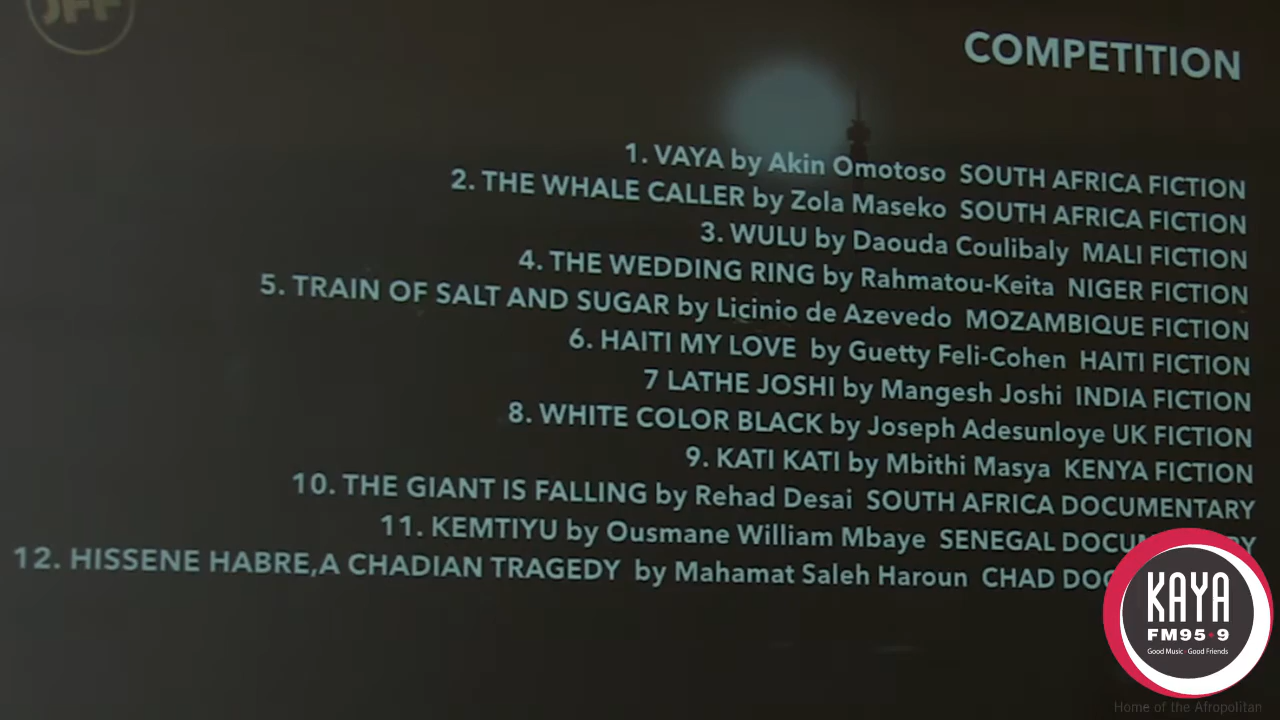 JFF
COMPETITION
1. VAYA by Akin Omotoso SOUTH AFRICA FICTION
2. THE WHALE CALLER by Zola Maseko SOUTH AFRICA FICTION
3. WULU by Daouda Coulibaly MALI FICTION
4. THE WEDDING RING by Rahmatou-Keita NIGER FICTION
5. TRAIN OF SALT AND SUGAR by Licinio de Azevedo MOZAMBIQUE FICTION
6. HAITI MY LOVE by Guetty Feli-Cohen HAITI FICTION
7 LATHE JOSHI by Mangesh Joshi INDIA FICTION
8. WHITE COLOR BLACK by Joseph Adesunloye UK FICTION
9. KATI KATI by Mbithi Masya KENYA FICTION
10. THE GIANT IS FALLING by Rehad Desai SOUTH AFRICA DOCUMENTARY
11. KEMTIYU by Ousmane William Mbaye SENEGAL
12. HISSENE HABRE,A CHADIAN TRAGEDY by Mahamat Saleh Haroun CHAD
KAYA
FM95•9
Good Music•Good Friends
Home of the Afropolitan